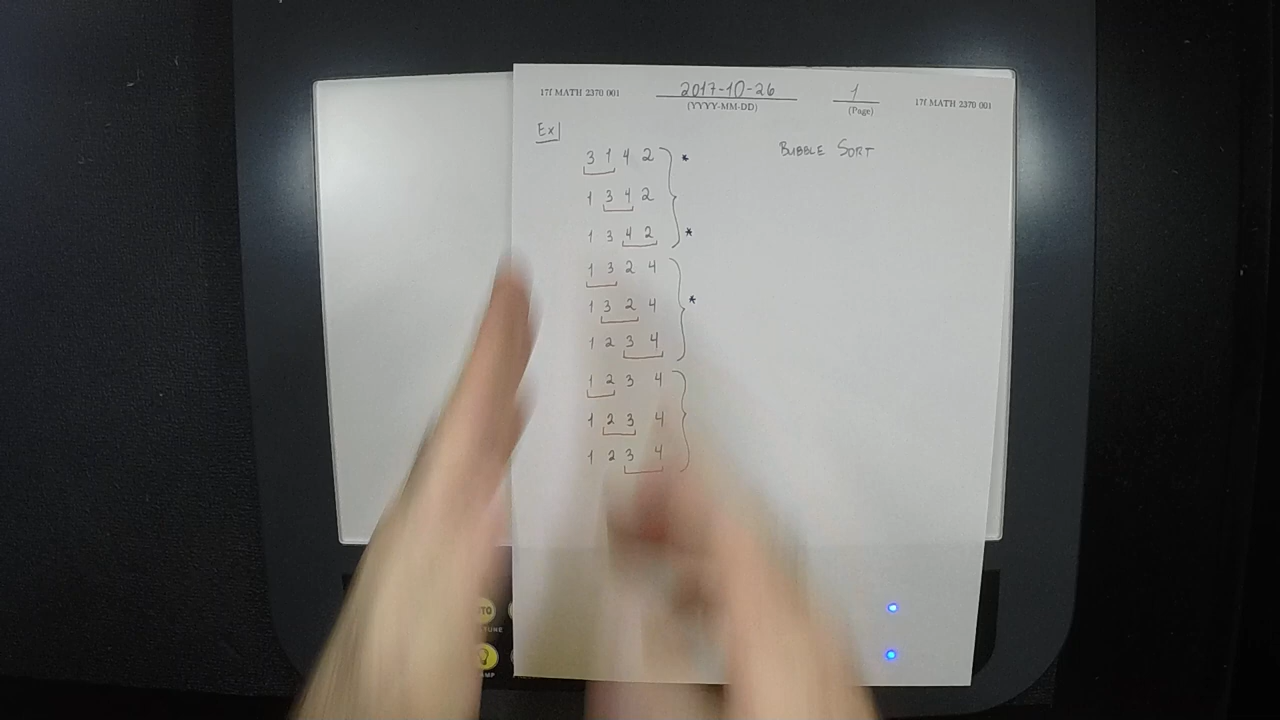 17f MATH 2370 001 2017-10-26 1 17f MATH 2370 001
(YYYY-MM-DD) (Page)
Ex
BUBBLE SORT
3 1 4 2 *
1 3 4 2
1 3 4 2 *
1 3 2 4
1 3 2 4 *
1 2 3 4
1 2 3 4
1 2 3 4
1 2 3 4